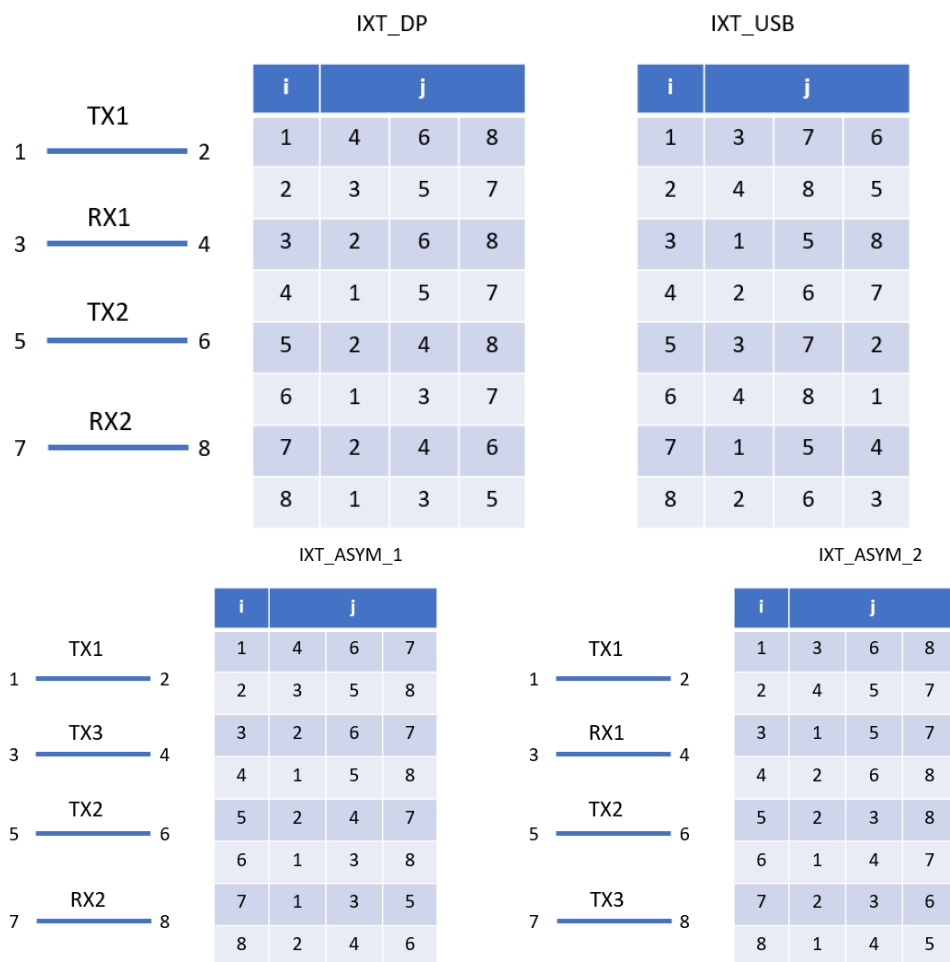 IXT_DP
IXT_USB
i j
i j
TX1
1 2
RX1
3 4
TX2
5 6
RX2
7 8
1 4 6 8
2 3 5 7
3 2 6 8
4 1 5 7
5 2 4 8
6 1 3 7
7 2 4 6
8 1 3 5
1 3 7 6
2 4 8 5
3 1 5 8
4 2 6 7
5 3 7 2
6 4 8 1
7 1 5 4
8 2 6 3
IXT_ASYM_1
IXT_ASYM_2
TX1
1 2
TX3
3 4
TX2
5 6
RX2
7 8
i j
1 4 6 7
2 3 5 8
3 2 6 7
4 1 5 8
5 2 4 7
6 1 3 8
7 1 3 5
8 2 4 6
TX1
1 2
RX1
3 4
TX2
5 6
TX3
7 8
i j
1 3 6 8
2 4 5 7
3 1 5 7
4 2 6 8
5 2 3 8
6 1 4 7
7 2 3 6
8 1 4 5